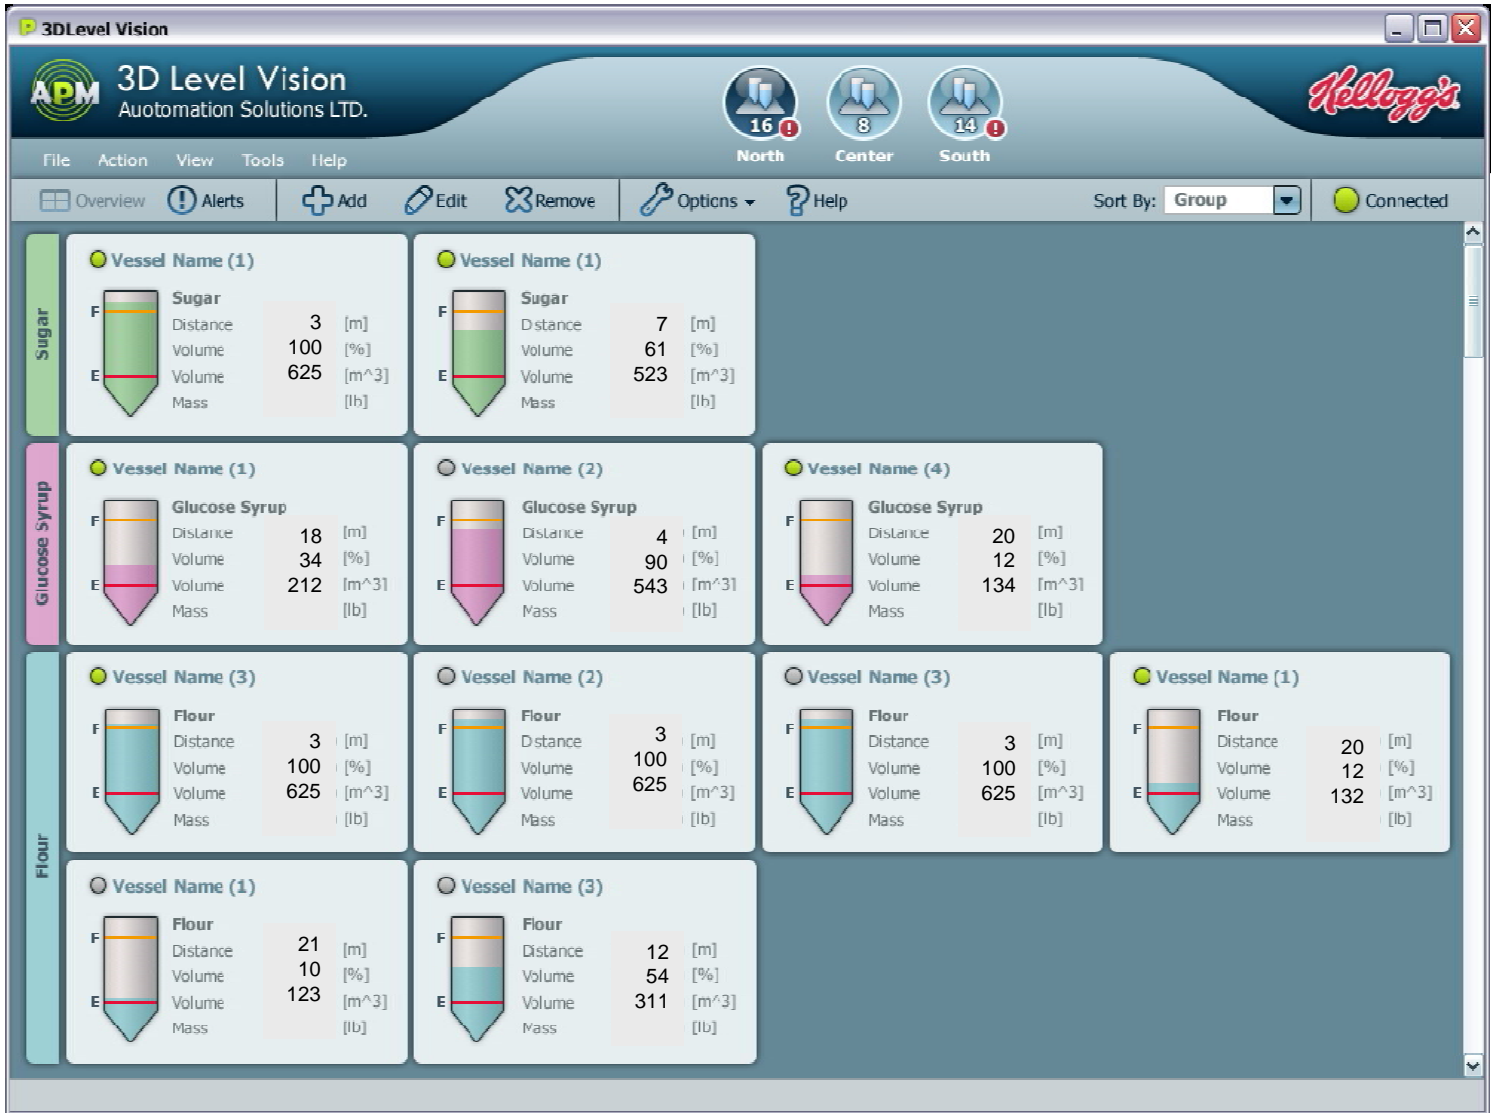 3DLevel Vision
APM
3D Level Vision
Auotomation Solutions LTD.
16
8
14
North
Center
South
Kellogg's
File Action View Tools Help
Overview Alerts Add Edit Remove Options Help Sort By: Group Connected
Sugar
Vessel Name (1)
F
E
Sugar
Distance 3 [m]
Volume 100 [%]
Volume 625 [m^3]
Mass [lb]
Vessel Name (1)
F
E
Sugar
Distance 7 [m]
Volume 61 [%]
Volume 523 [m^3]
Mass [lb]
Glucose Syrup
Vessel Name (1)
F
E
Glucose Syrup
Distance 18 [m]
Volume 34 [%]
Volume 212 [m^3]
Mass [lb]
Vessel Name (2)
F
E
Glucose Syrup
Distance 4 [m]
Volume 90 [%]
Volume 543 [m^3]
Mass [lb]
Vessel Name (4)
F
E
Glucose Syrup
Distance 20 [m]
Volume 12 [%]
Volume 134 [m^3]
Mass [lb]
Flour
Vessel Name (3)
F
E
Flour
Distance 3 [m]
Volume 100 [%]
Volume 625 [m^3]
Mass [lb]
Vessel Name (2)
F
E
Flour
Distance 3 [m]
Volume 100 [%]
Volume 625 [m^3]
Mass [lb]
Vessel Name (3)
F
E
Flour
Distance 3 [m]
Volume 100 [%]
Volume 625 [m^3]
Mass [lb]
Vessel Name (1)
F
E
Flour
Distance 20 [m]
Volume 12 [%]
Volume 132 [m^3]
Mass [lb]
Vessel Name (1)
F
E
Flour
Distance 21 [m]
Volume 10 [%]
Volume 123 [m^3]
Mass [lb]
Vessel Name (3)
F
E
Flour
Distance 12 [m]
Volume 54 [%]
Volume 311 [m^3]
Mass [lb]